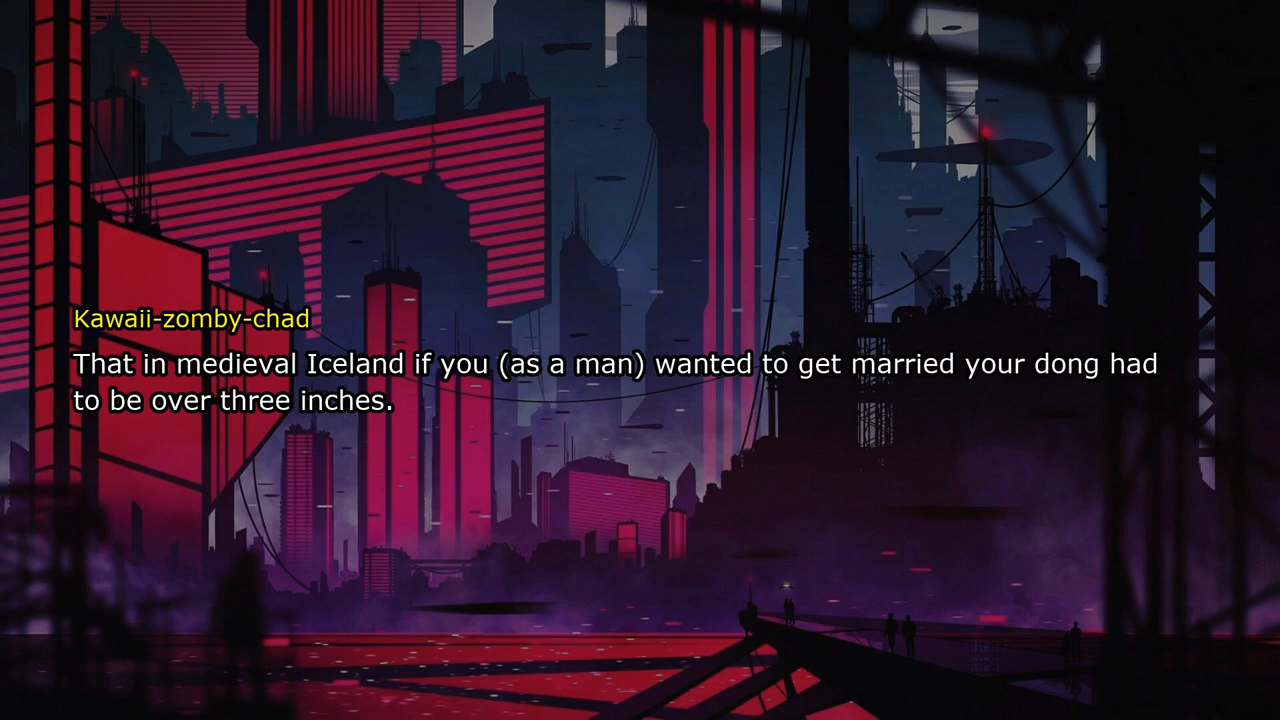 Kawaii-zomby-chad
That in medieval Iceland if you (as a man) wanted to get married your dong had
to be over three inches.